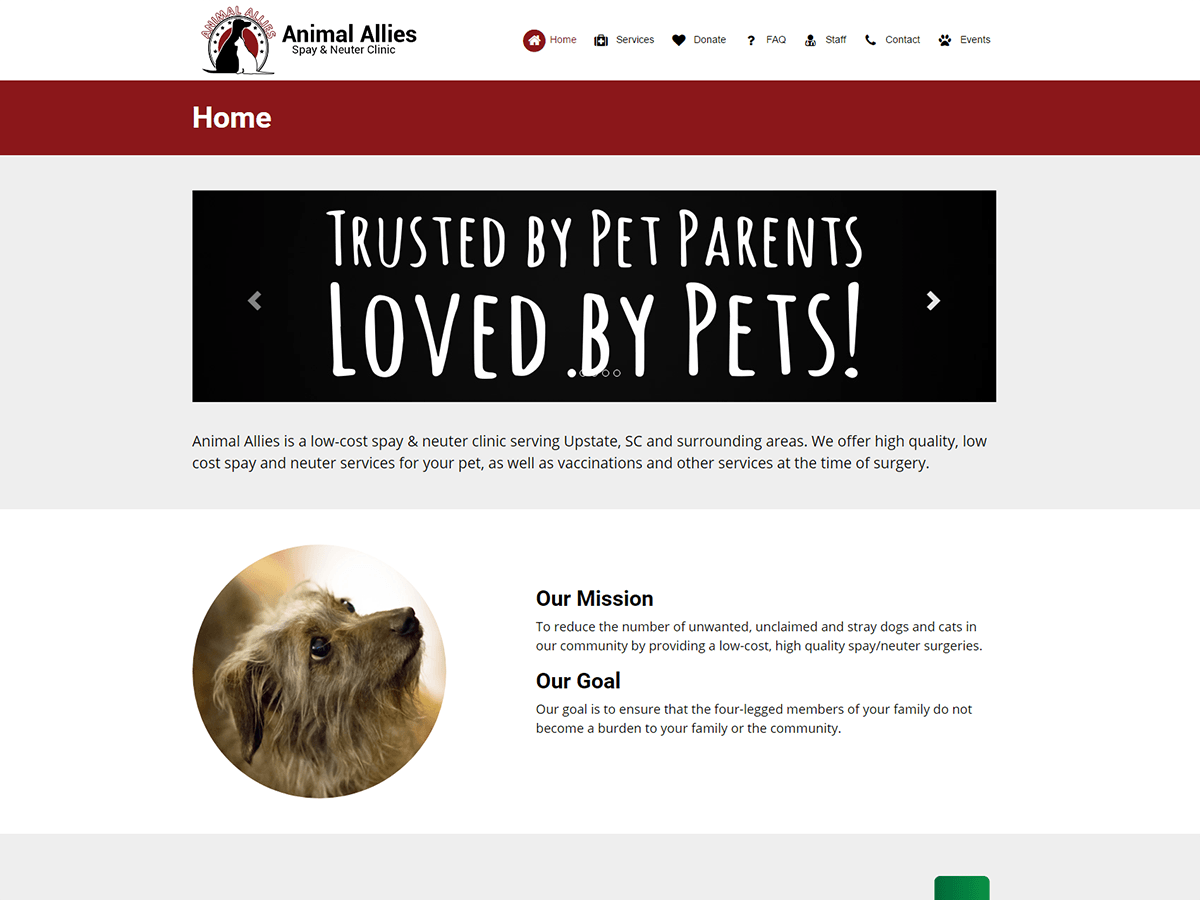 ANIMAL ALLIES
Animal Allies
Spay & Neuter Clinic
Home
Services
Donate
? FAQ
Staff
Contact
Events
Home
TRUSTED BY PET PARENTS
LOVED BY PETS!
Animal Allies is a low-cost spay & neuter clinic serving Upstate, SC and surrounding areas. We offer high quality, low
cost spay and neuter services for your pet, as well as vaccinations and other services at the time of surgery.
Our Mission
To reduce the number of unwanted, unclaimed and stray dogs and cats in
our community by providing a low-cost, high quality spay/neuter surgeries.
Our Goal
Our goal is to ensure that the four-legged members of your family do not
become a burden to your family or the community.